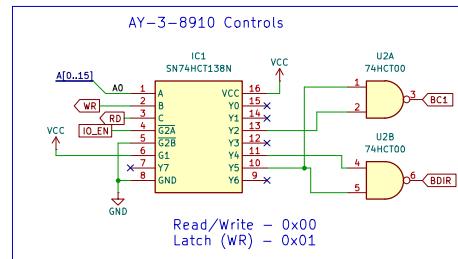 AY-3-8910 Controls
IC1
SN74HCT138N
A[0..15]
A0
1 A
WR 2 B
RD 3 C
IO_EN 4 G2A
5 G2B
VCC 6 G1
7 Y7
8 GND
GND
VCC
VCC 16
Y0 15
Y1 14
Y2 13
Y3 12
Y4 11
Y5 10
Y6 9
U2A
74HCT00
1
2
3 BC1
U2B
74HCT00
4
5
6 BDIR
Read/Write - 0x00
Latch (WR) - 0x01